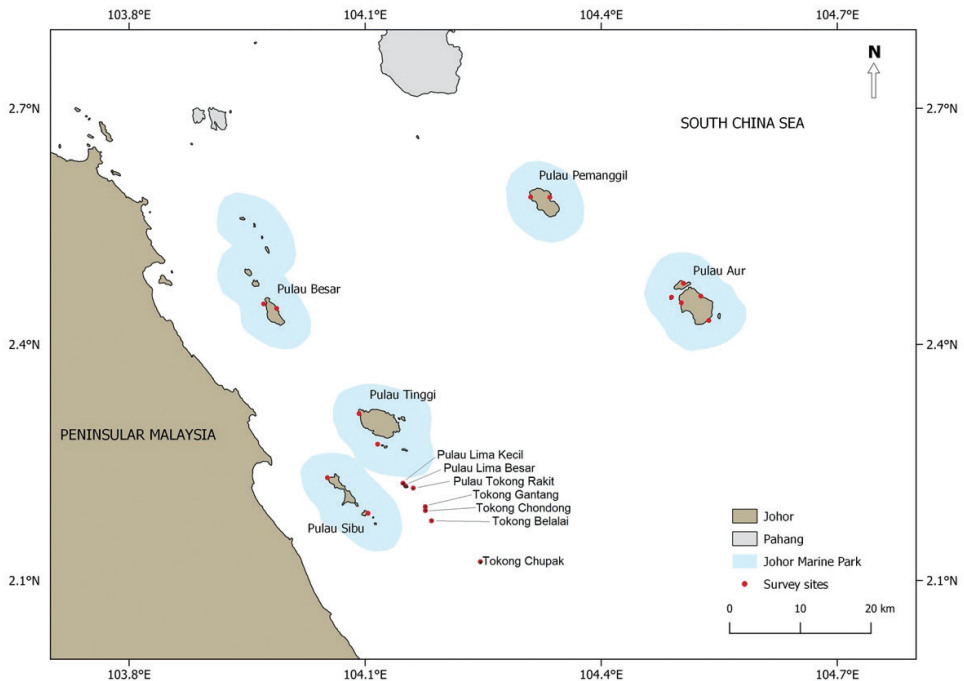 103.8°E 104.1°E 104.4°E 104.7°E
N
2.7°N 2.7°N
SOUTH CHINA SEA
Pulau Pemanggil
Pulau Aur
Pulau Besar
2.4°N 2.4°N
Pulau Tinggi
PENINSULAR MALAYSIA
Pulau Lima Kecil
Pulau Lima Besar
Pulau Tokong Rakit
Tokong Gantang
Tokong Chondong
Tokong Belalai
Pulau Sibu
Tokong Chupak
2.1°N 2.1°N
Johor
Pahang
Johor Marine Park
Survey sites
0 10 20 km
103.8°E 104.1°E 104.4°E 104.7°E